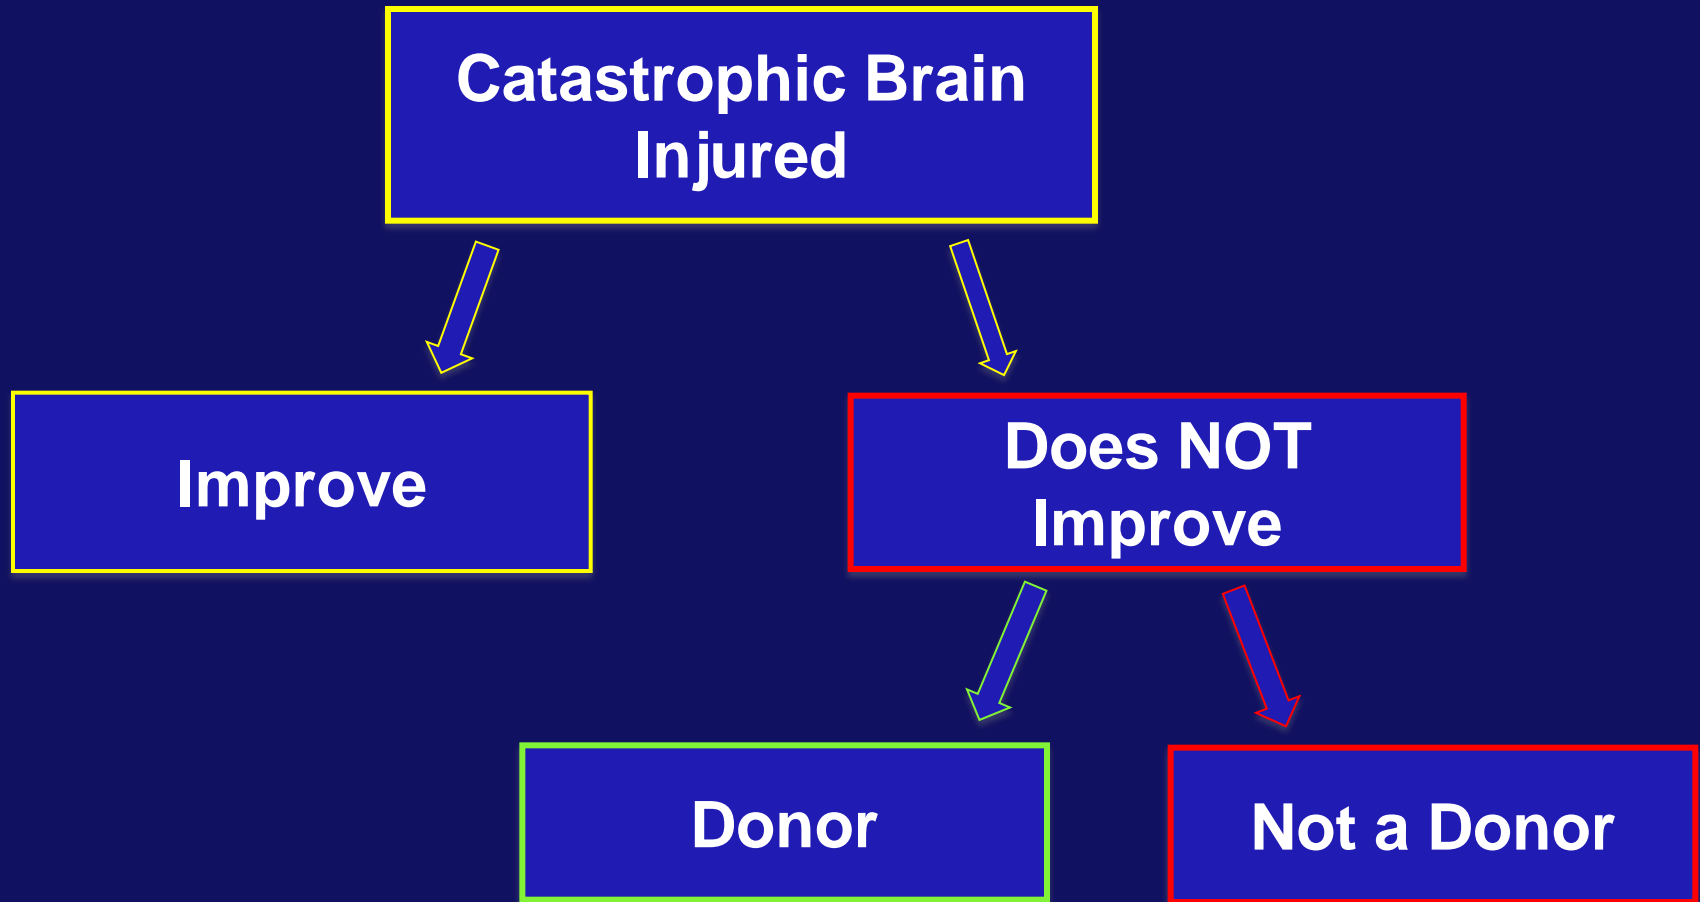 Catastrophic Brain
Injured
Improve
Does NOT
Improve
Donor
Not a Donor